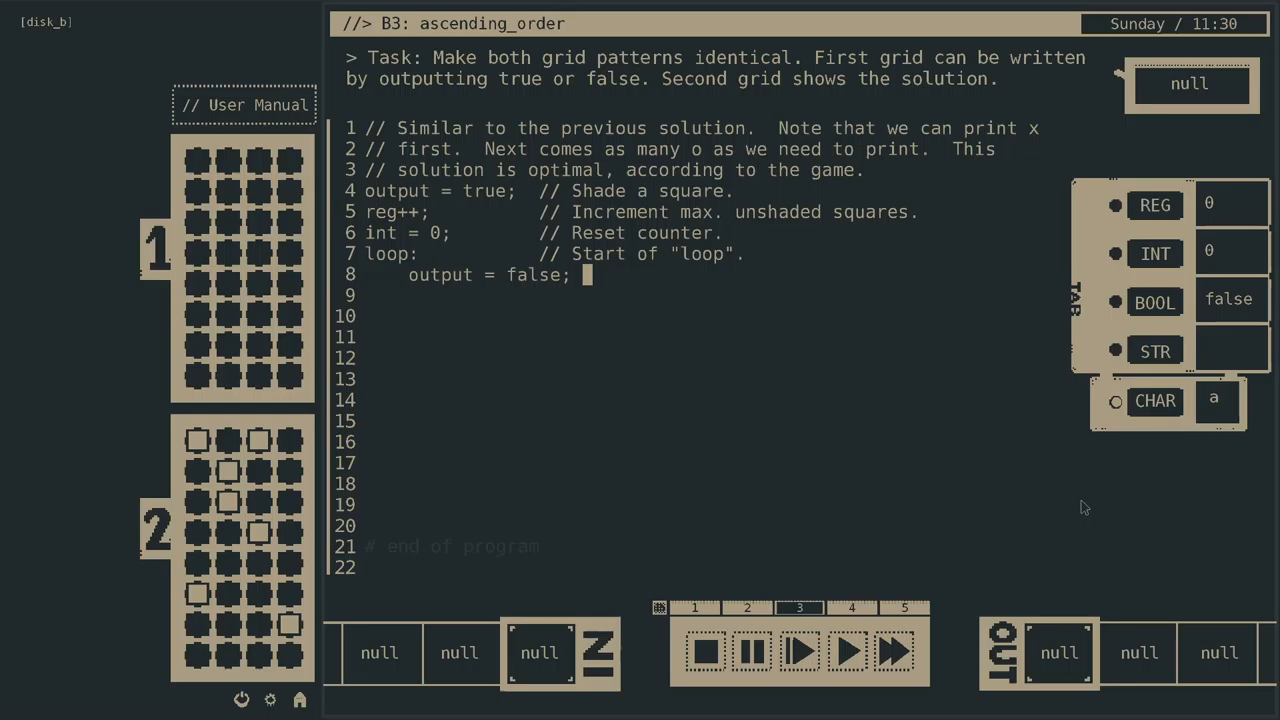 [disk_b]
//> B3: ascending_order
Sunday / 11:30
> Task: Make both grid patterns identical. First grid can be written
by outputting true or false. Second grid shows the solution.
null
// User Manual
1 // Similar to the previous solution.  Note that we can print x
2 // first.  Next comes as many o as we need to print.  This
3 // solution is optimal, according to the game.
4 output = true;  // Shade a square.
5 reg++;          // Increment max. unshaded squares.
6 int = 0;        // Reset counter.
7 loop:           // Start of "loop".
8     output = false;
9
10
11
12
13
14
15
16
17
18
19
20
21 # end of program
22
1
2
TAB
REG 0
INT 0
BOOL false
STR
CHAR a
1 2 3 4 5
null null null IN
OUT null null null